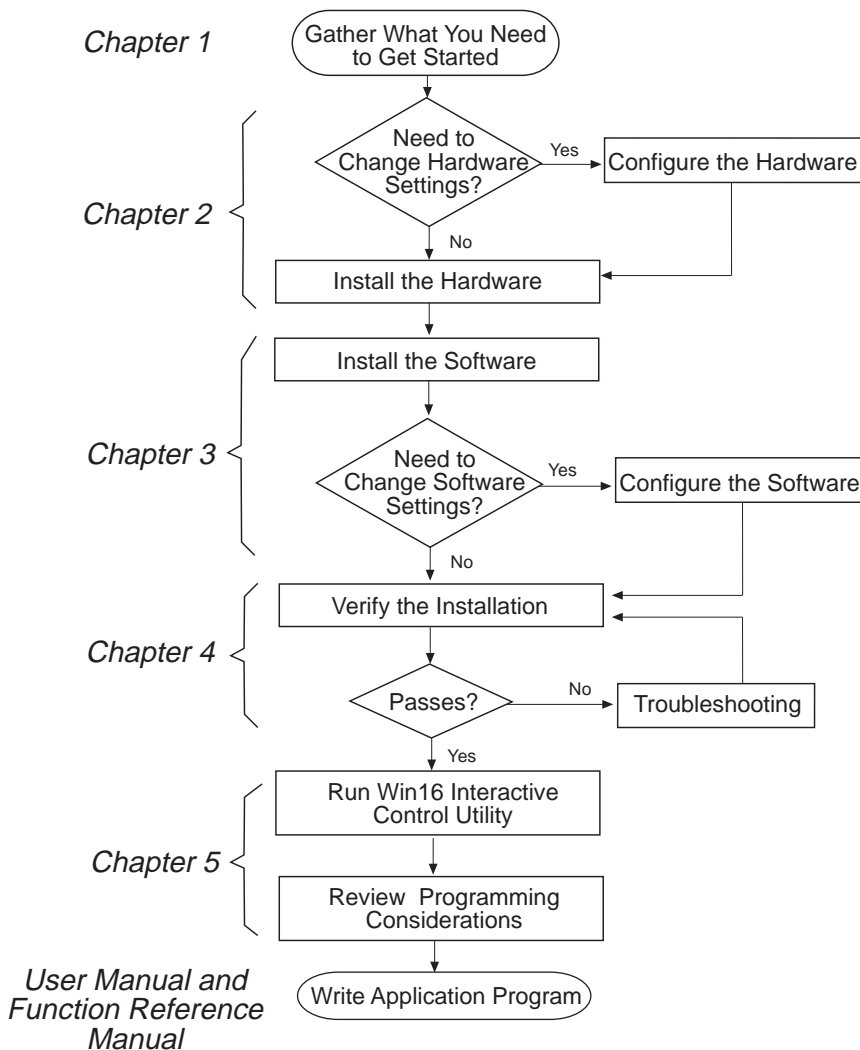 Chapter 1
Gather What You Need
to Get Started
Chapter 2
Need to
Change Hardware
Settings?
Yes
Configure the Hardware
No
Install the Hardware
Chapter 3
Install the Software
Need to
Change Software
Settings?
Yes
Configure the Software
No
Chapter 4
Verify the Installation
Passes?
No
Troubleshooting
Yes
Chapter 5
Run Win16 Interactive
Control Utility
Review Programming
Considerations
User Manual and
Function Reference
Manual
Write Application Program